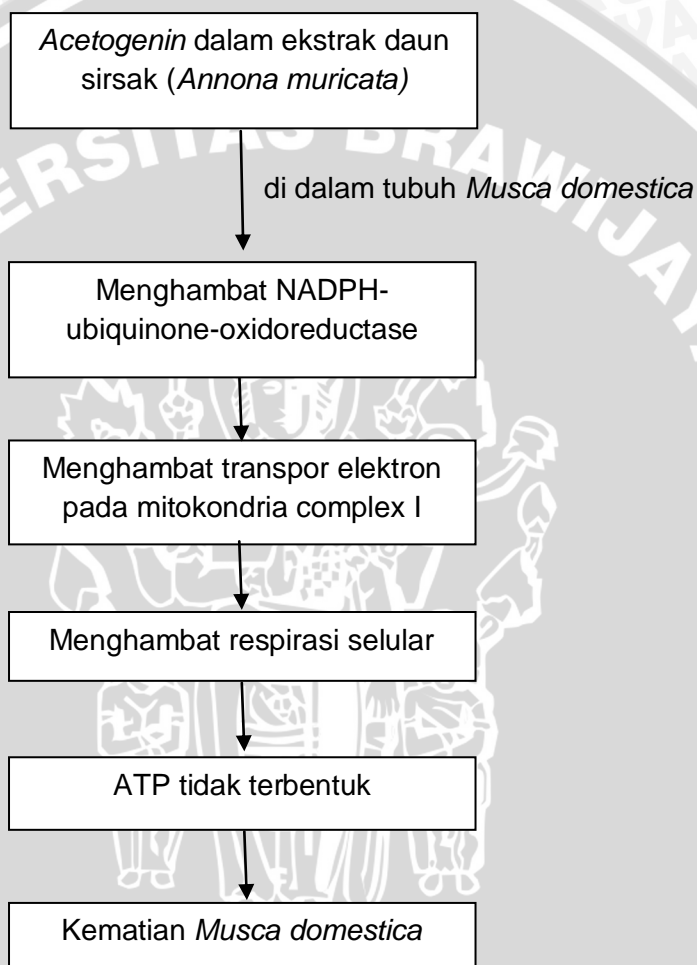 Acetogenin dalam ekstrak daun
sirsak (Annona muricata)
di dalam tubuh Musca domestica
Menghambat NADPH-
ubiquinone-oxidoreductase
Menghambat transpor elektron
pada mitokondria complex I
Menghambat respirasi selular
ATP tidak terbentuk
Kematian Musca domestica